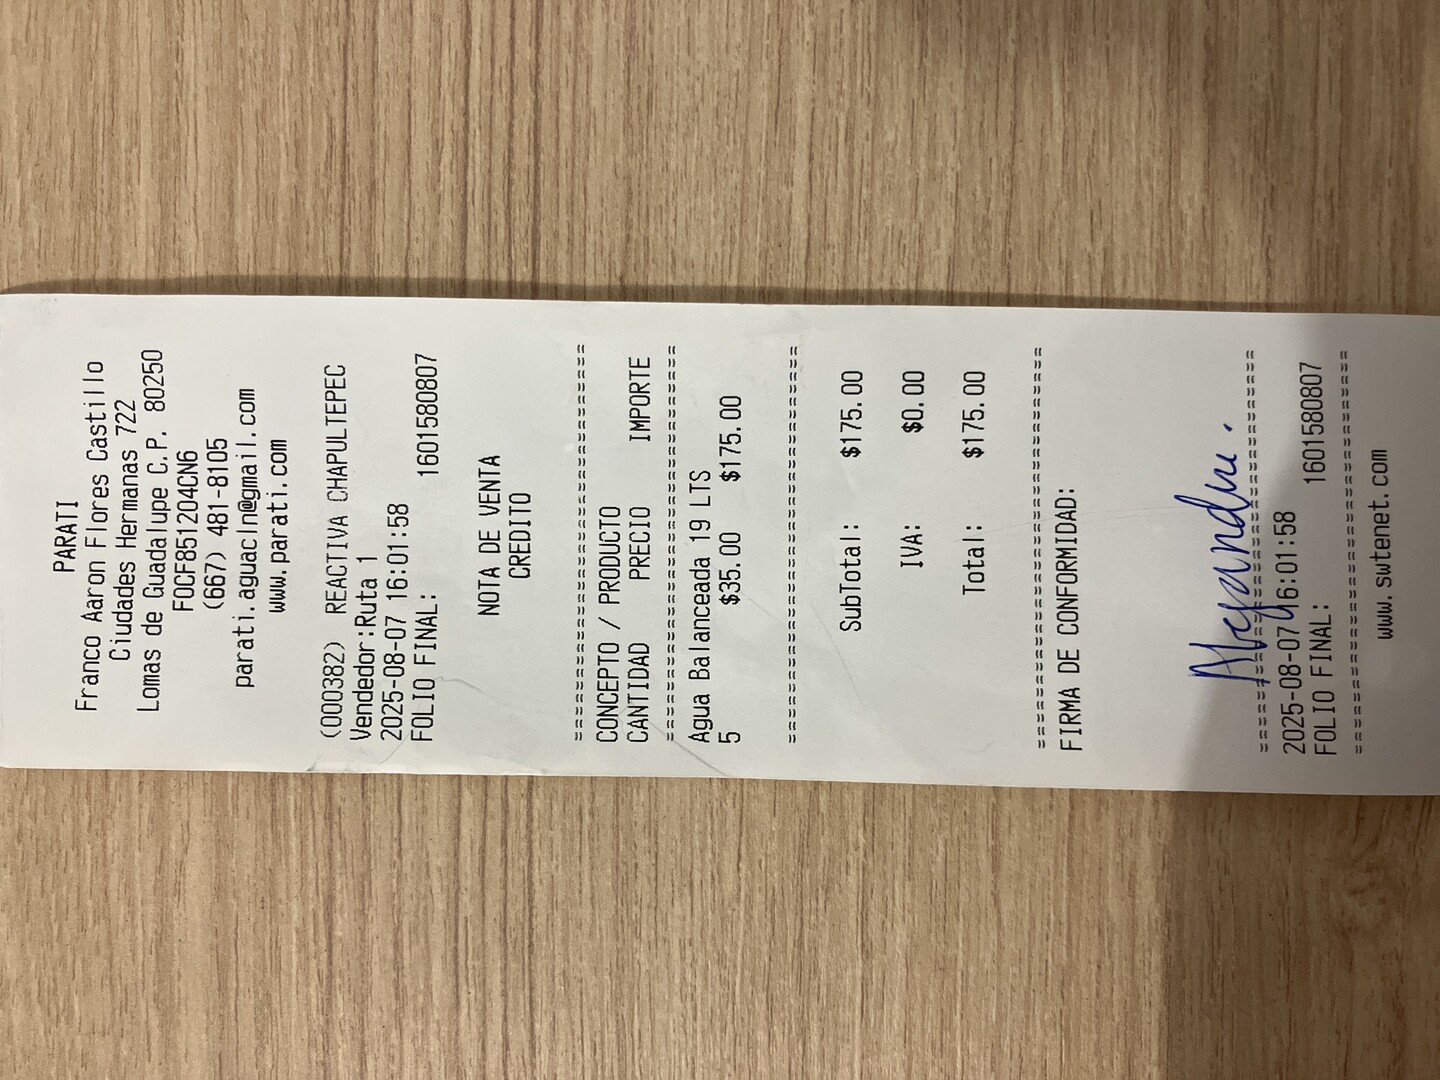 PARATI
Franco Aaron Flores Castillo
Ciudades Hermanas 722
Lomas de Guadalupe C.P. 80250
FOCF851204CN6
(667) 481-8105
parati.aguacln@gmail.com
www.parati.com
(000382) REACTIVA CHAPULTEPEC
Vendedor:Ruta 1
2025-08-07 16:01:58
FOLIO FINAL: 1601580807
NOTA DE VENTA
CREDITO
CONCEPTO / PRODUCTO
CANTIDAD PRECIO IMPORTE
Agua Balanceada 19 LTS
5 $35.00 $175.00
SubTotal: $175.00
IVA: $0.00
Total: $175.00
FIRMA DE CONFORMIDAD:
2025-08-07 16:01:58
FOLIO FINAL: 1601580807
www.swtenet.com